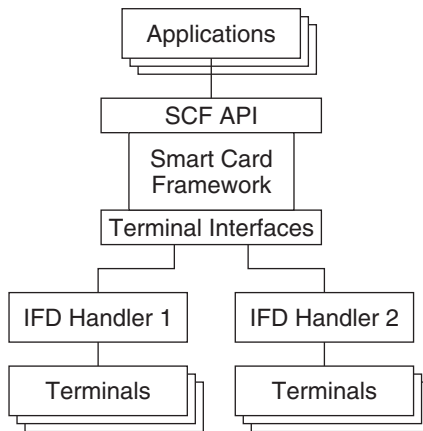 Applications
SCF API
Smart Card
Framework
Terminal Interfaces
IFD Handler 1
IFD Handler 2
Terminals
Terminals